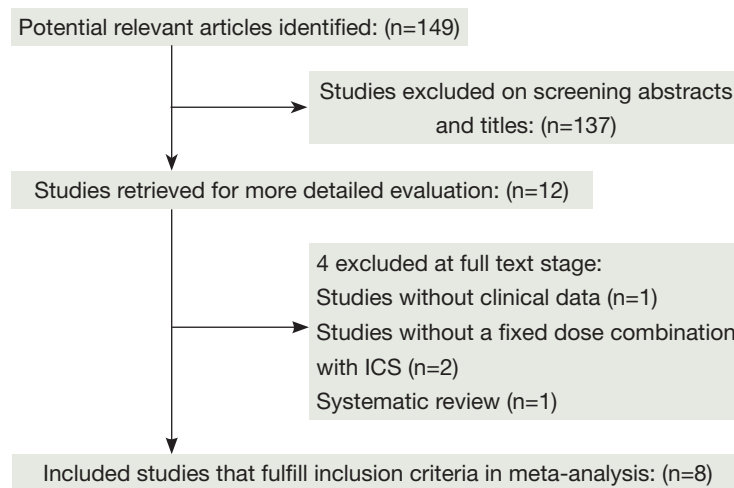 Potential relevant articles identified: (n=149)
Studies excluded on screening abstracts
and titles: (n=137)
Studies retrieved for more detailed evaluation: (n=12)
4 excluded at full text stage:
Studies without clinical data (n=1)
Studies without a fixed dose combination
with ICS (n=2)
Systematic review (n=1)
Included studies that fulfill inclusion criteria in meta-analysis: (n=8)